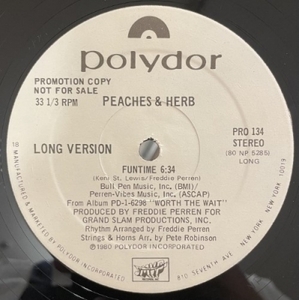 polydor
PROMOTION COPY
NOT FOR SALE
33 1/3 RPM
PEACHES & HERB
PRO 134
STEREO
(80 NP 5285)
LONG
LONG VERSION
FUNTIME 6:34
(Keni St. Lewis/Freddie Perren)
Bull Pen Music, Inc. (BMI)/
Perren-Vibes Music, Inc. (ASCAP)
From Album PD-1-6298 "WORTH THE WAIT"
PRODUCED BY FREDDIE PERREN FOR
GRAND SLAM PRODUCTIONS, INC.
Rhythm Arranged by Freddie Perren
Strings & Horns Arr. by Pete Robinson
℗1980 POLYDOR INCORPORATED
MANUFACTURED & MARKETED BY POLYDOR INCORPORATED
810 SEVENTH AVE., NEW YORK, NEW YORK 10019